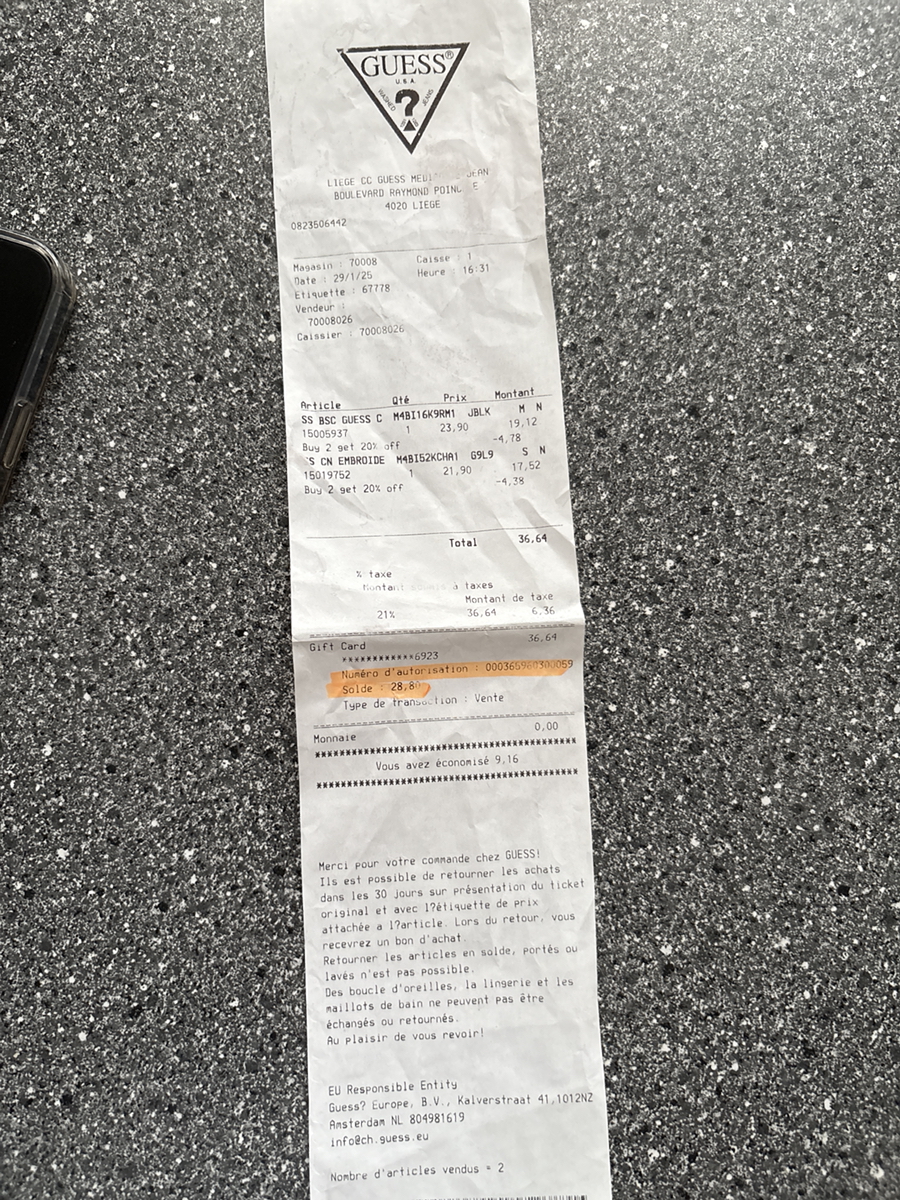 GUESS®
U.S.A.
WASHED JEANS
?
LIEGE CC GUESS
BOULEVARD RAYMOND
4020 LIEGE
0823506442
Magasin : 70008 Caisse : 1
Date : 29/1/25 Heure : 16:31
Etiquette : 67778
Vendeur :
70008026
Caissier : 70008026
Article Qté Prix Montant
SS BSC GUESS C M4BI16K9RM1 JBLK M N
15005937 1 23,90 19,12
Buy 2 get 20% off -4,78
S CN EMBROIDE M4BI52KCHA1 G9L9 S N
15019752 1 21,90 17,52
Buy 2 get 20% off -4,38
Total 36,64
% taxe
Montant à taxes
Montant de taxe
21% 36,64 6,36
Gift Card 36,64
************6923
Numéro d'autorisation :
Solde : 28,80
Type de transaction : Vente
Monnaie 0,00
****************************************
Vous avez économisé 9,16
****************************************
Merci pour votre commande chez GUESS!
Ils est possible de retourner les achats
dans les 30 jours sur présentation du ticket
original et avec l?étiquette de prix
attachée a l?article. Lors du retour, vous
recevrez un bon d'achat.
Retourner les articles en solde, portés ou
lavés n'est pas possible.
Des boucle d'oreilles, la lingerie et les
maillots de bain ne peuvent pas être
échangés ou retournés.
Au plaisir de vous revoir!
EU Responsible Entity
Guess? Europe, B.V., Kalverstraat 41,1012NZ
Amsterdam NL 804981619
info@ch.guess.eu
Nombre d'articles vendus = 2